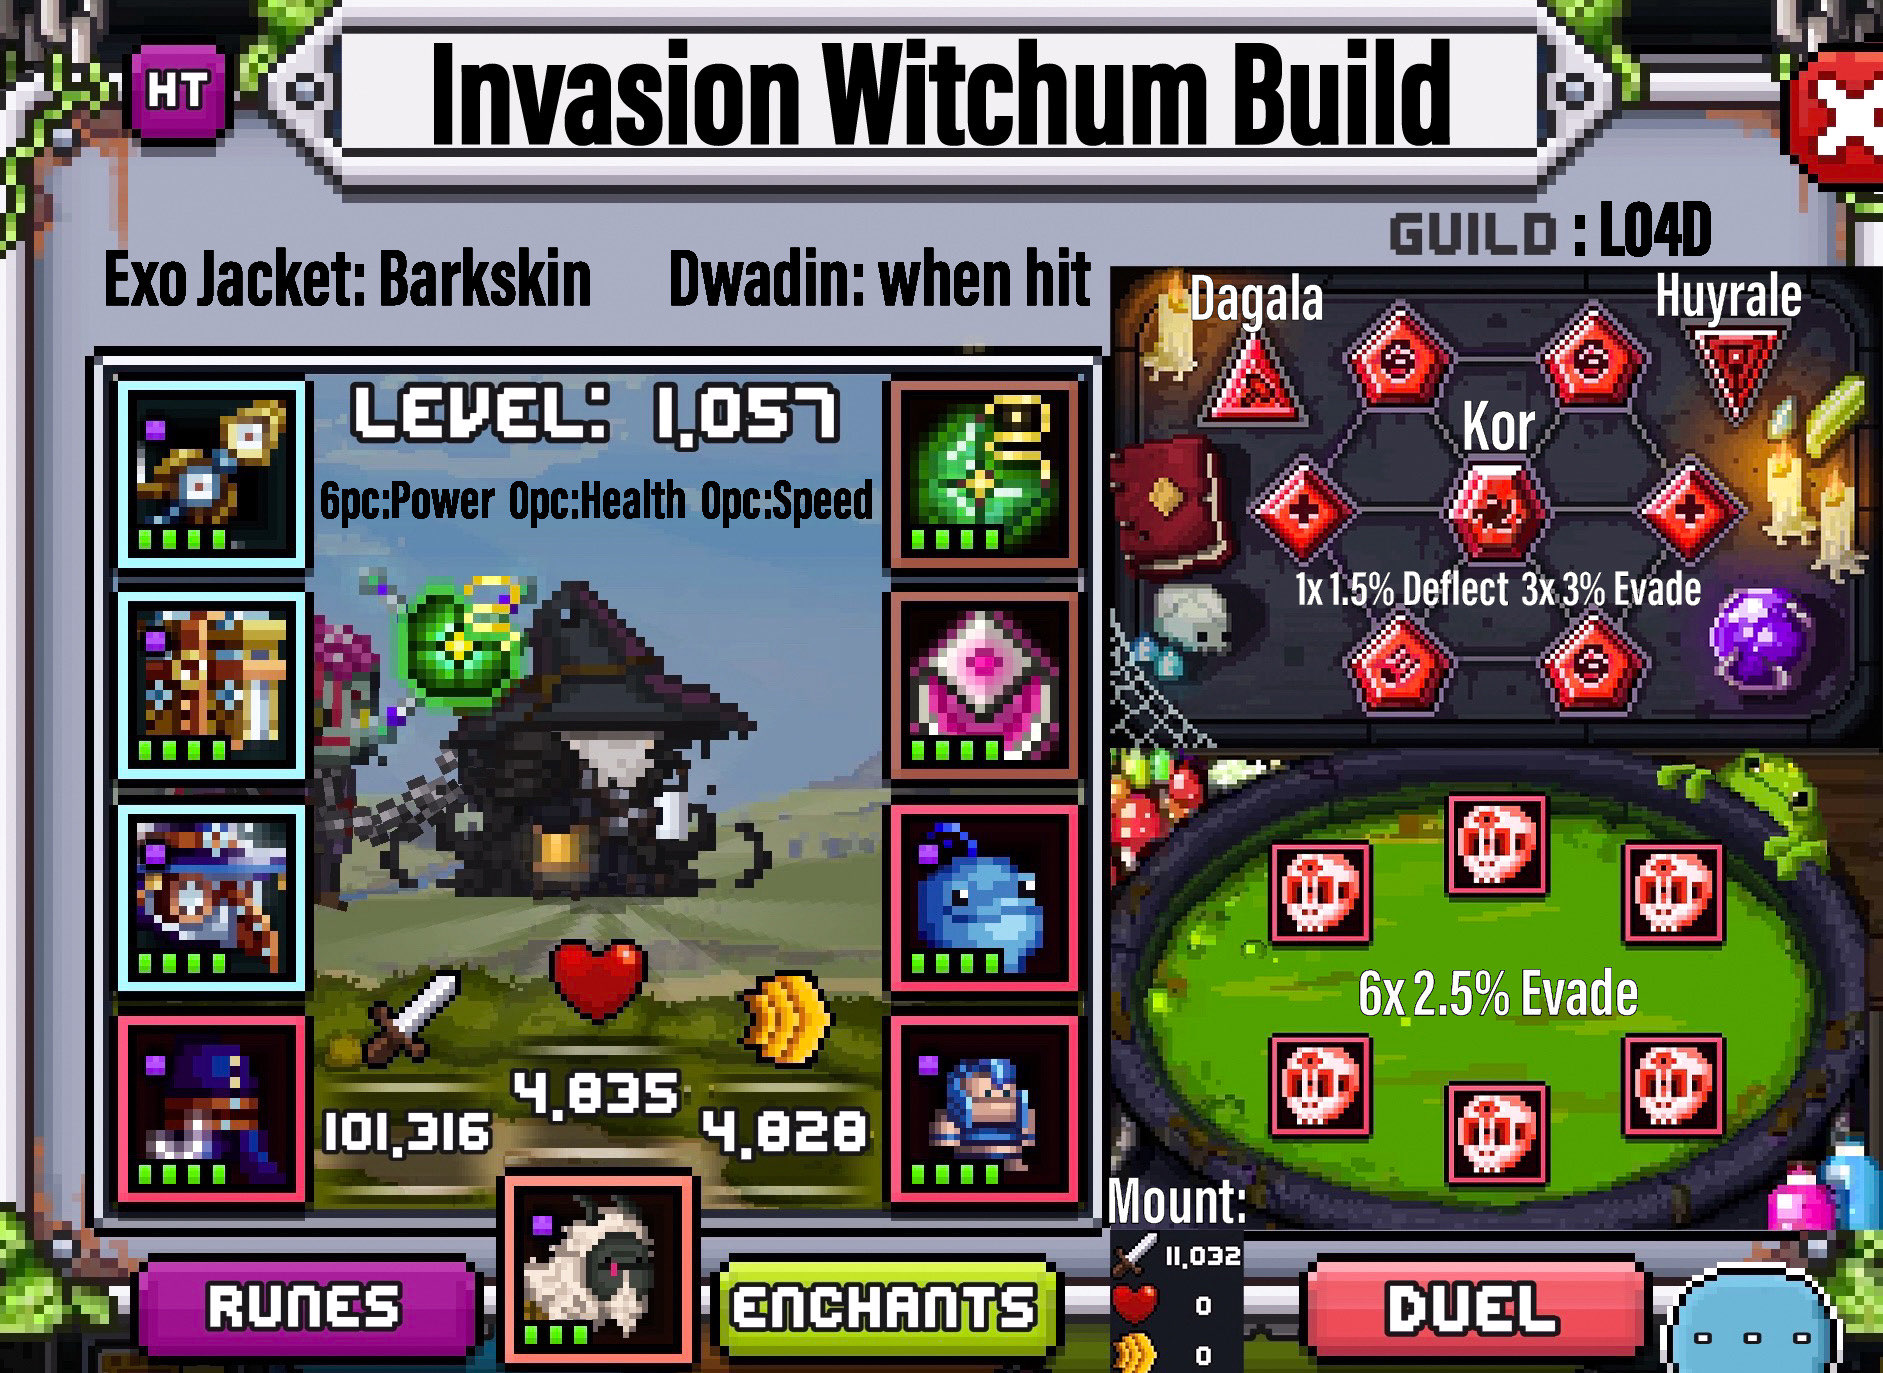 HT
Invasion Witchum Build
GUILD : L04D
Exo Jacket: Barkskin Dwadin: when hit
Dagala
Huyrale
LEVEL: 1,057
6pc:Power 0pc:Health 0pc:Speed
Kor
1x 1.5% Deflect 3x 3% Evade
6x 2.5% Evade
101,316
4,835
4,828
Mount:
11,032
0
0
RUNES
ENCHANTS
DUEL